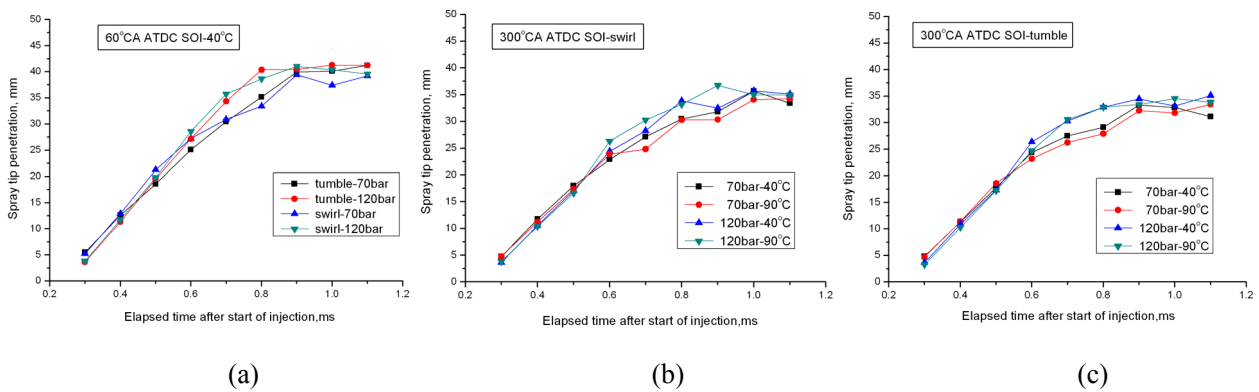 60°CA ATDC SOI-40°C
Spray tip penetration, mm
50
45
40
35
30
25
20
15
10
5
0
tumble-70bar
tumble-120bar
swirl-70bar
swirl-120bar
0.2 0.4 0.6 0.8 1.0 1.2
Elapsed time after start of injection,ms
(a)
300°CA ATDC SOI-swirl
Spray tip penetration, mm
50
45
40
35
30
25
20
15
10
5
0
70bar-40°C
70bar-90°C
120bar-40°C
120bar-90°C
0.2 0.4 0.6 0.8 1.0 1.2
Elapsed time after start of injection,ms
(b)
300°CA ATDC SOI-tumble
Spray tip penetration, mm
50
45
40
35
30
25
20
15
10
5
0
70bar-40°C
70bar-90°C
120bar-40°C
120bar-90°C
0.2 0.4 0.6 0.8 1.0 1.2
Elapsed time after start of injection,ms
(c)